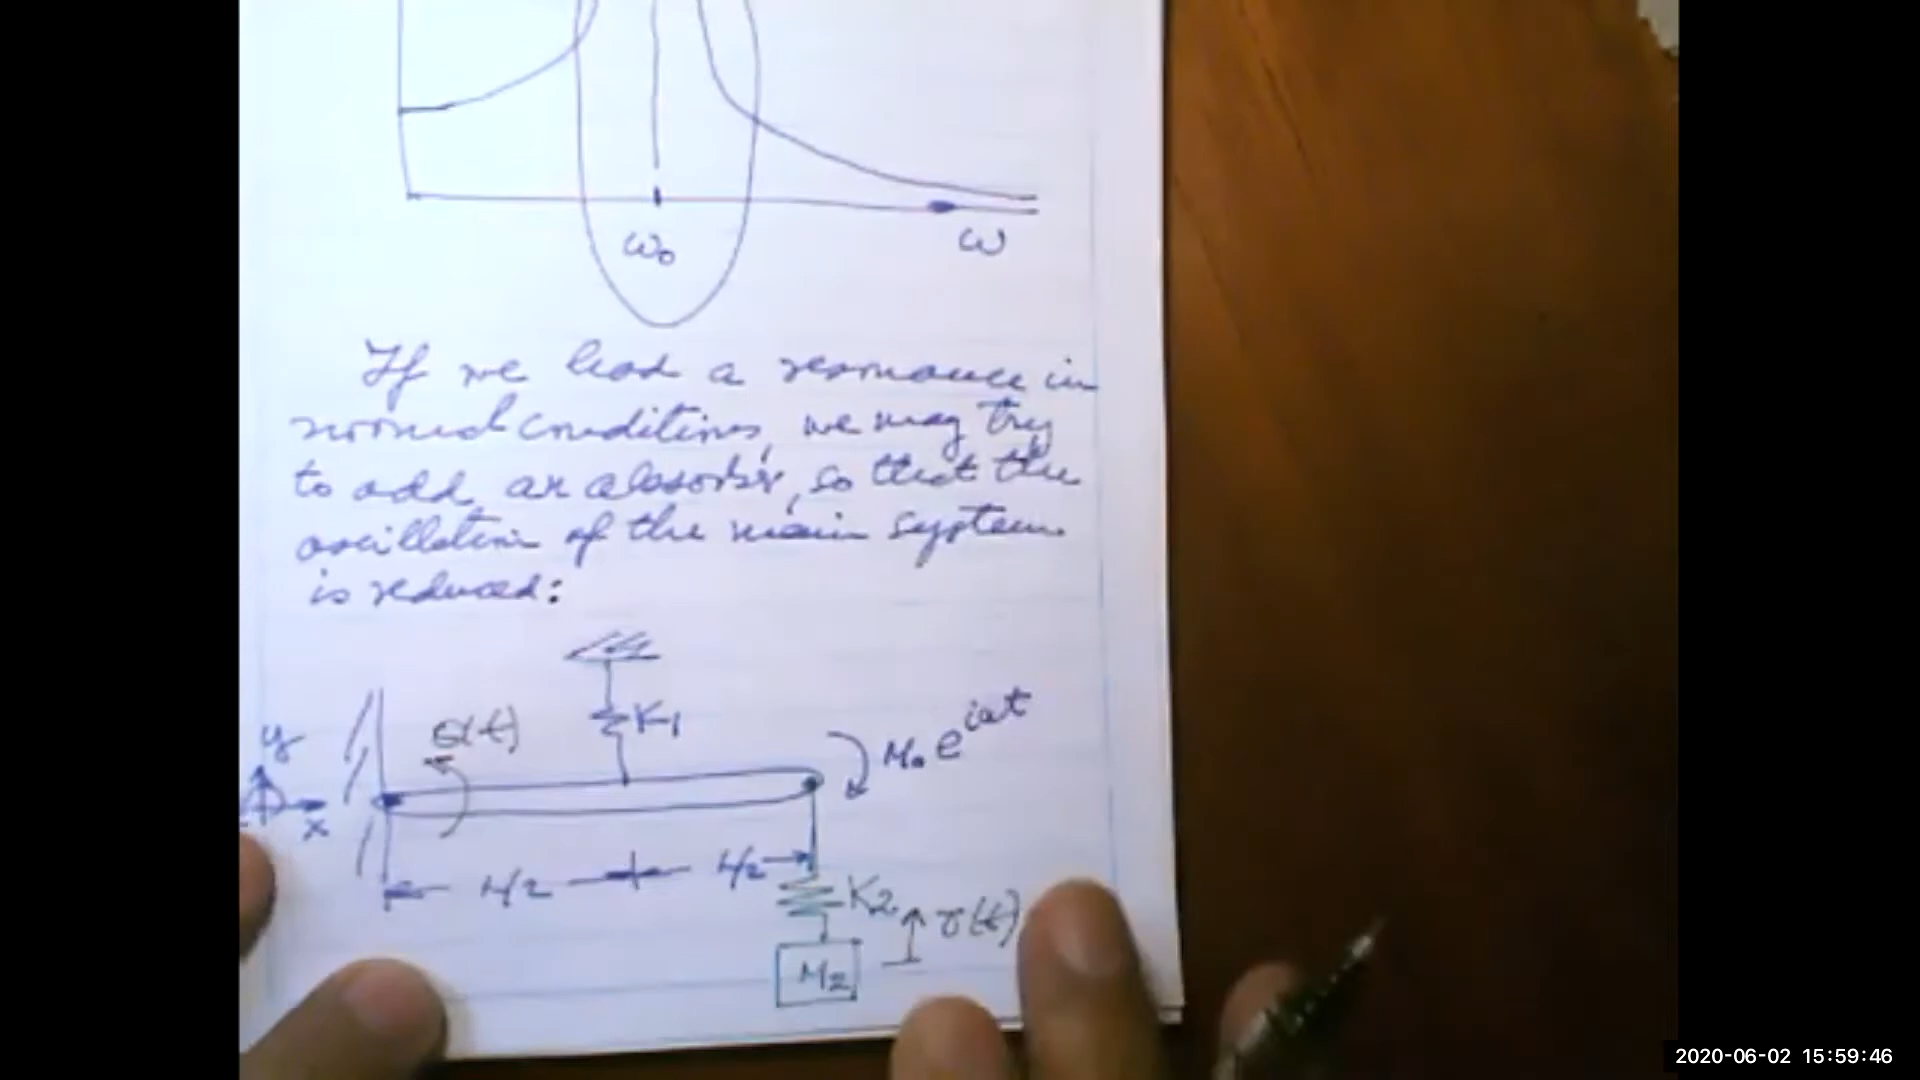 ω₀
ω
If we had a resonance in
normal conditions, we may try
to add an absorber, so that the
oscillation of the main system
is reduced:
K1
θ(t)
M₀ e^{iωt}
y
x
L/2
L/2
K2
v(t)
M2
2020-06-02 15:59:46